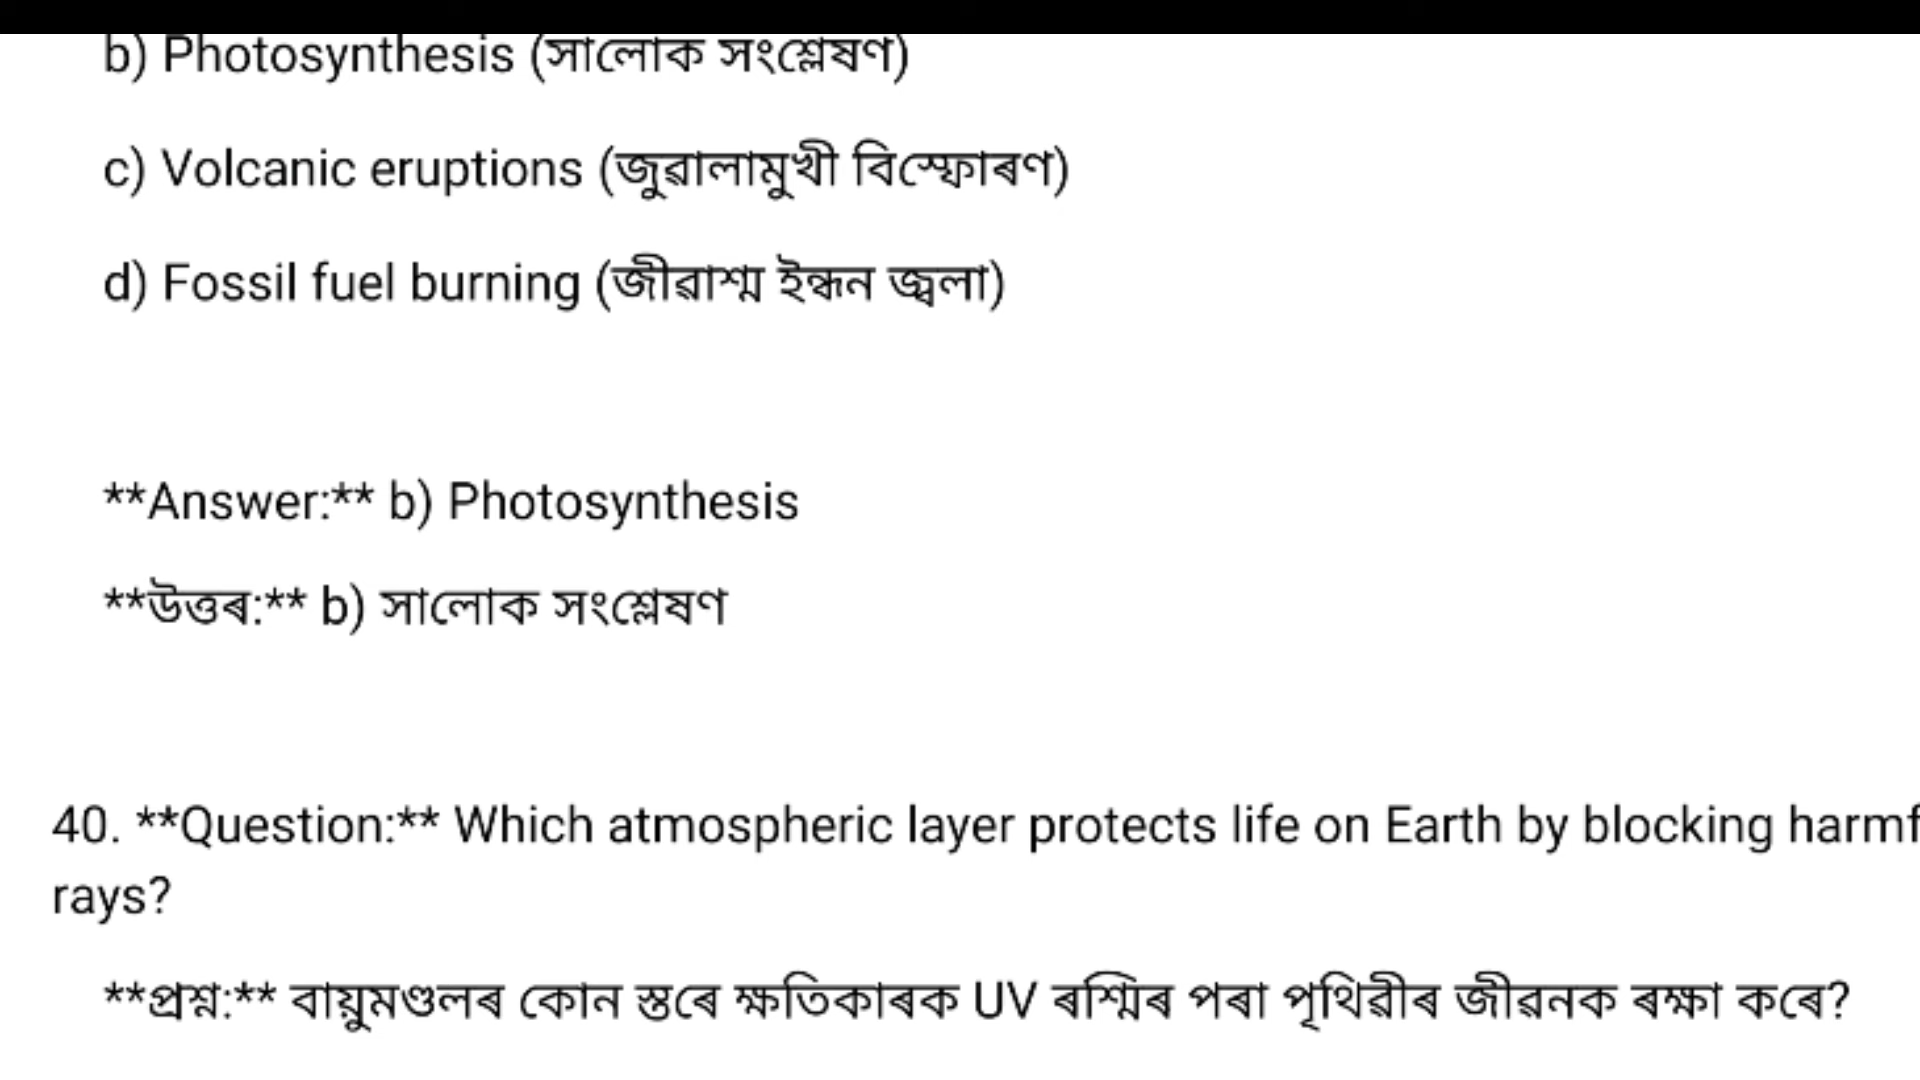 b) Photosynthesis (সালোক সংশ্লেষণ)
c) Volcanic eruptions (জুৱালামুখী বিস্ফোৰণ)
d) Fossil fuel burning (জীৱাশ্ম ইন্ধন জ্বলা)
**Answer:** b) Photosynthesis
**উত্তৰ:** b) সালোক সংশ্লেষণ
40. **Question:** Which atmospheric layer protects life on Earth by blocking harmf
rays?
**প্ৰশ্ন:** বায়ুমণ্ডলৰ কোন স্তৰে ক্ষতিকাৰক UV ৰশ্মিৰ পৰা পৃথিৱীৰ জীৱনক ৰক্ষা কৰে?